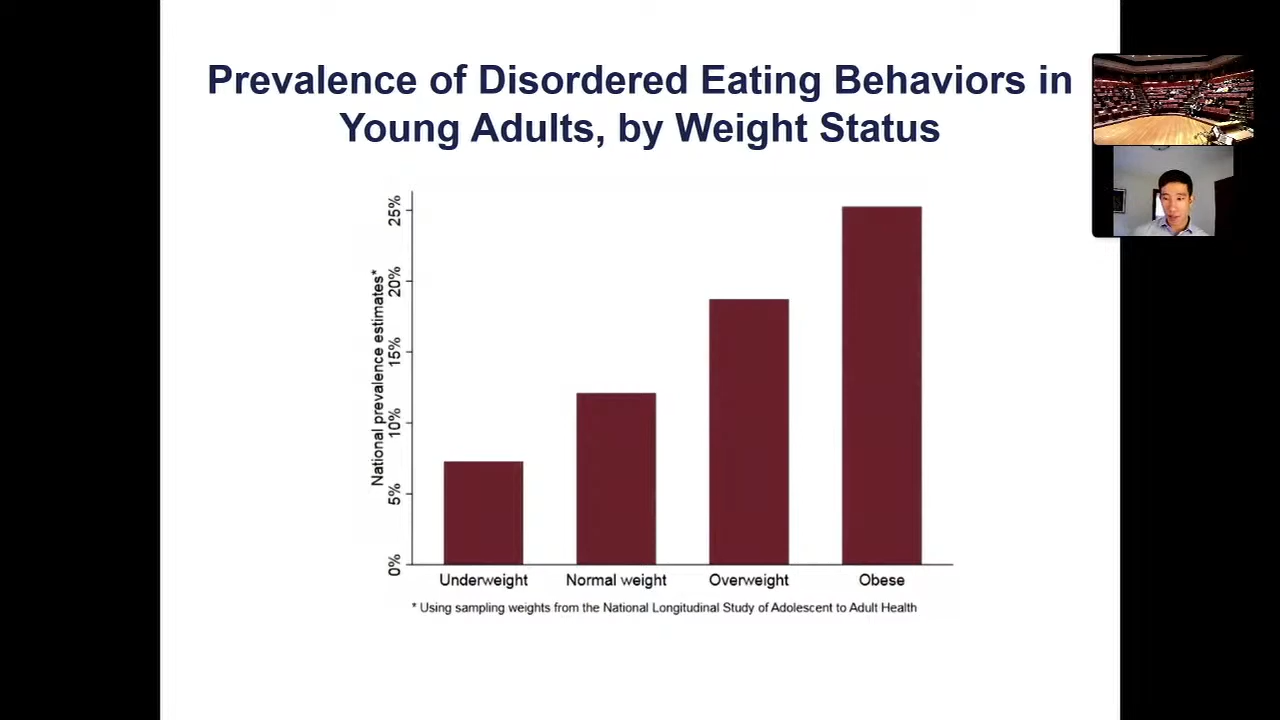 Prevalence of Disordered Eating Behaviors in
Young Adults, by Weight Status
National prevalence estimates*
25%
20%
15%
10%
5%
0%
Underweight Normal weight Overweight Obese
* Using sampling weights from the National Longitudinal Study of Adolescent to Adult Health